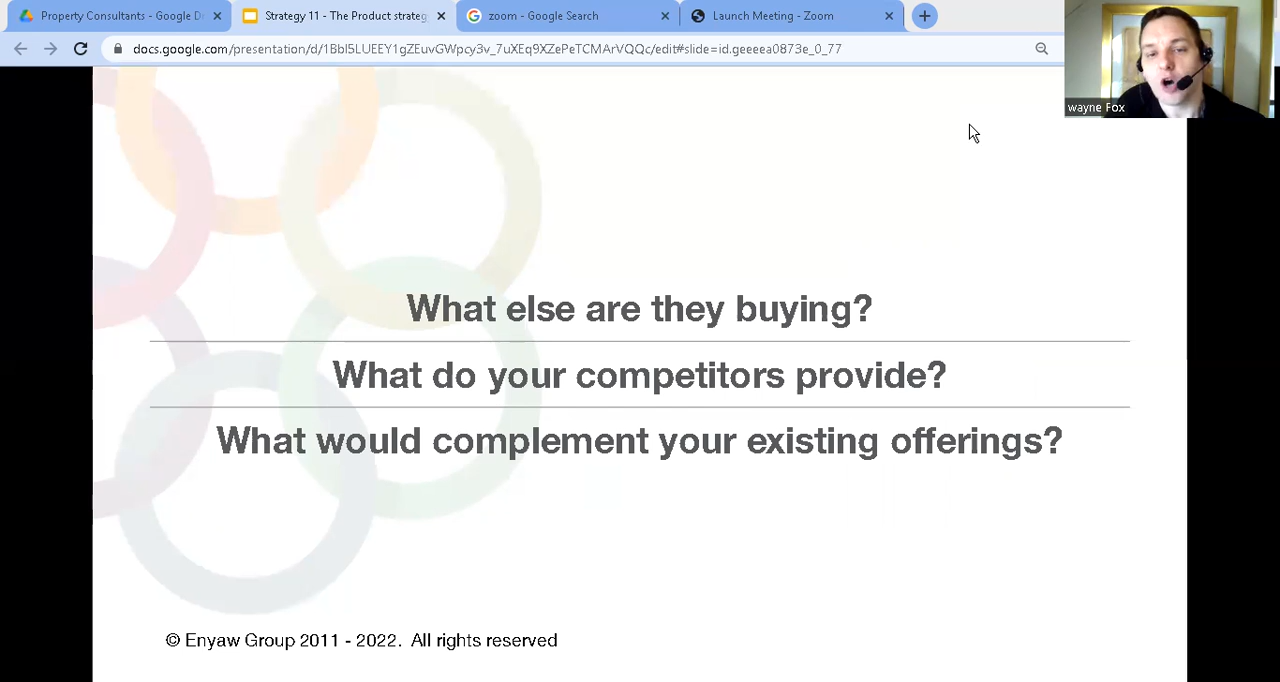 Property Consultants - Google Dr
Strategy 11 - The Product strateg
zoom - Google Search
Launch Meeting - Zoom
docs.google.com/presentation/d/1BbI5LUEEY1gZEuvGWpcy3v_7uXEq9XZePeTCMArVQQc/edit#slide=id.geeeea0873e_0_77
wayne Fox
What else are they buying?
What do your competitors provide?
What would complement your existing offerings?
© Enyaw Group 2011 - 2022. All rights reserved